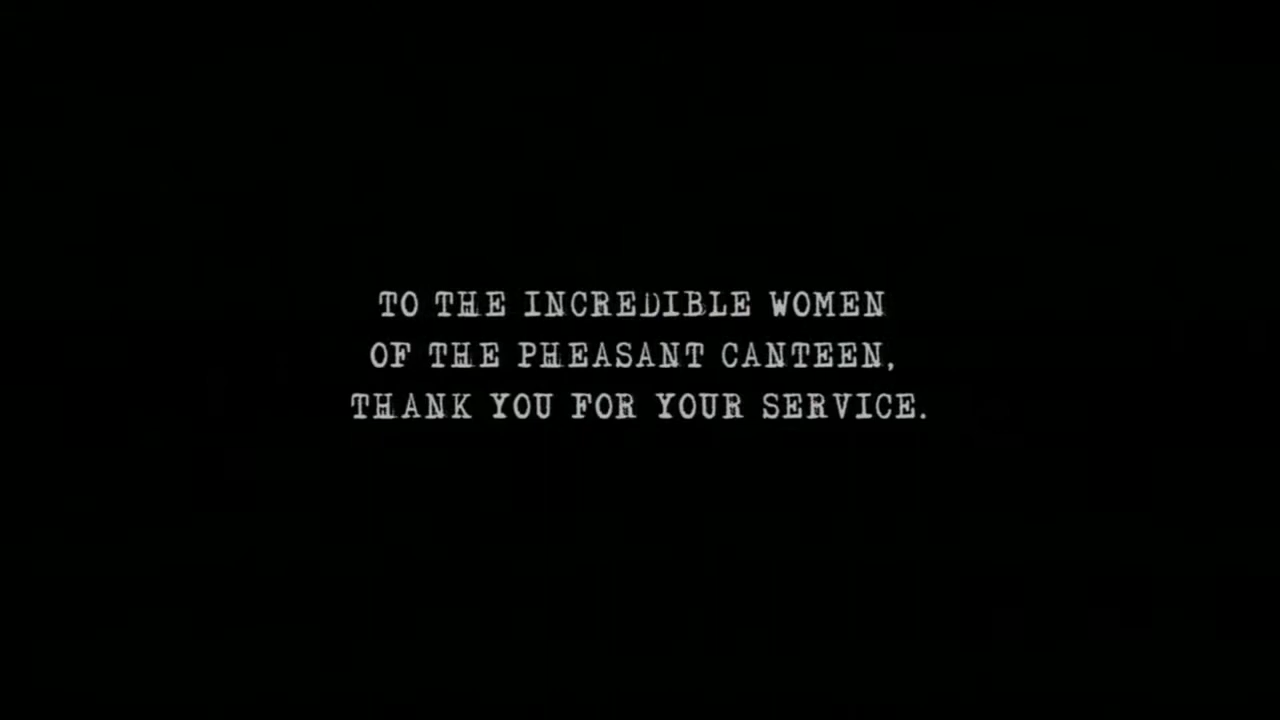 TO THE INCREDIBLE WOMEN
OF THE PHEASANT CANTEEN,
THANK YOU FOR YOUR SERVICE.